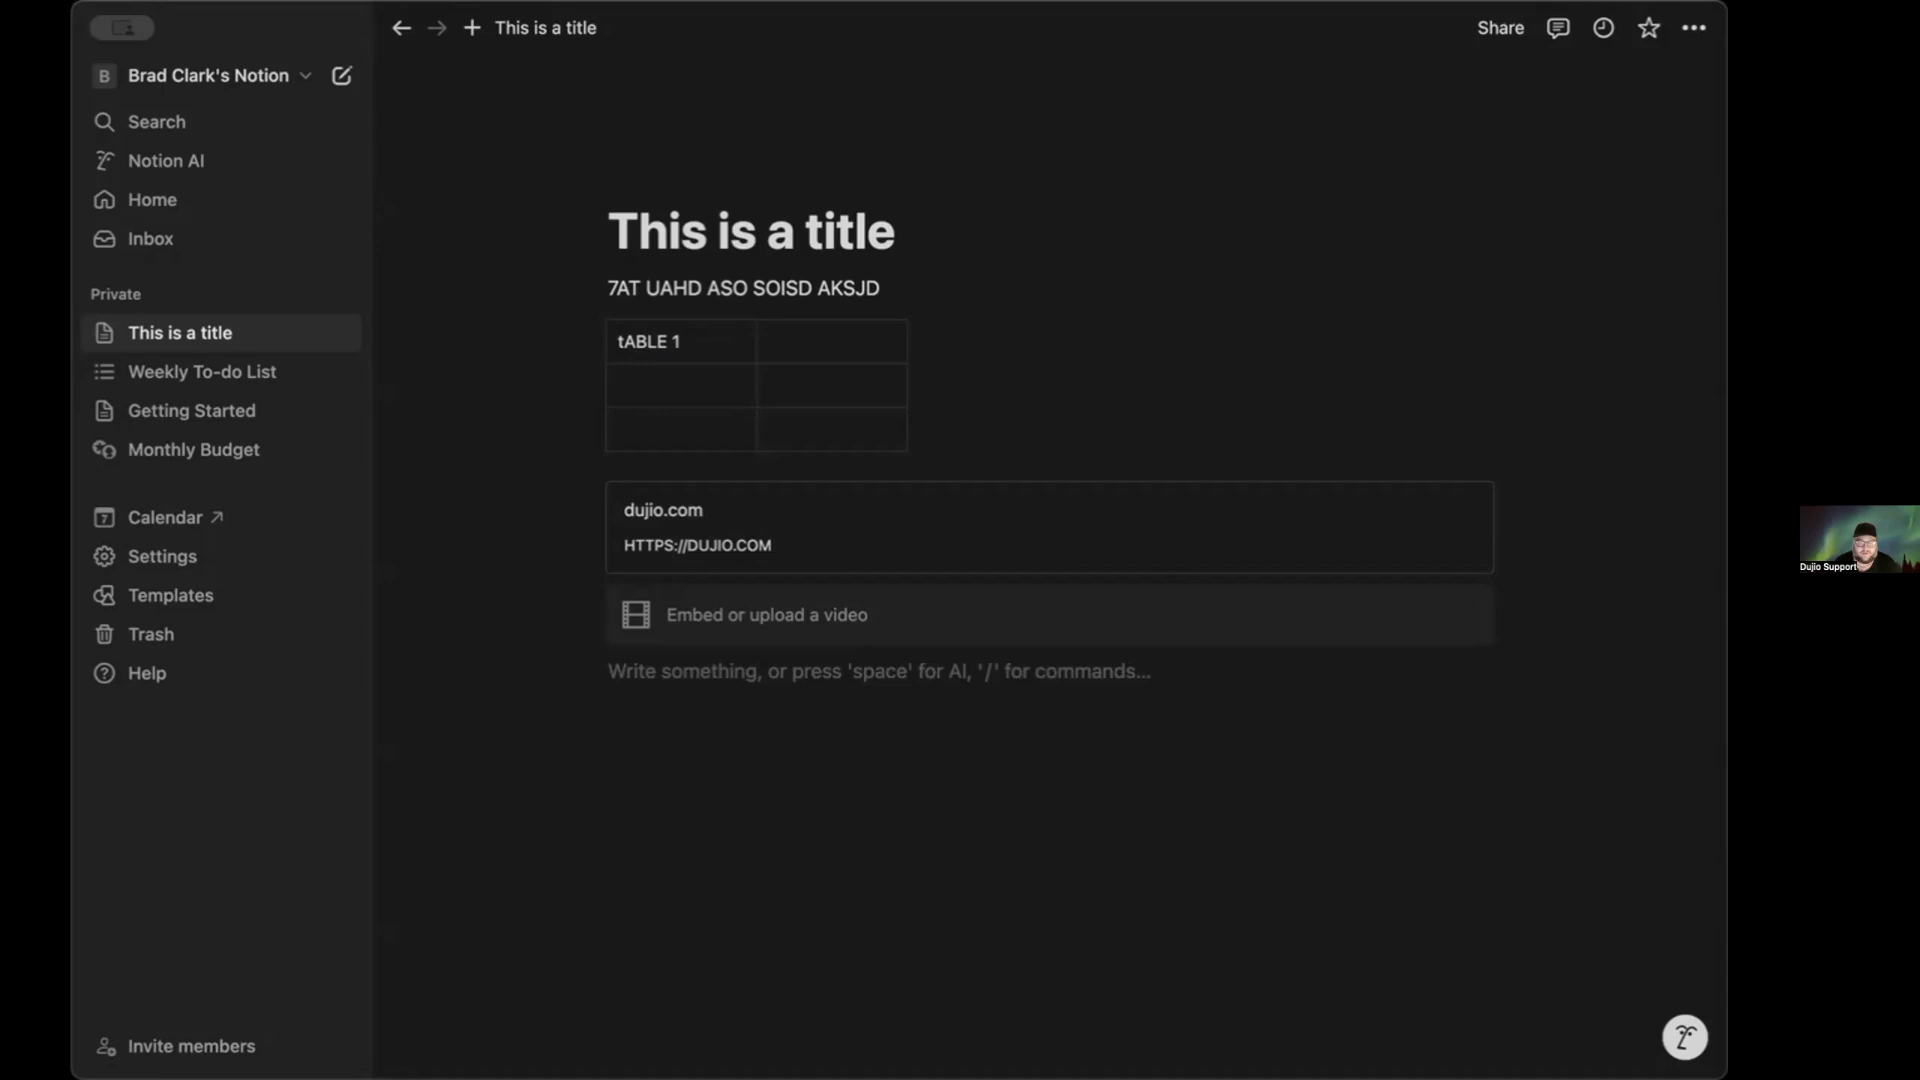 This is a title
Share
B
Brad Clark's Notion
Search
Notion AI
Home
Inbox
Private
This is a title
Weekly To-do List
Getting Started
Monthly Budget
7
Calendar
Settings
Templates
Trash
Help
Invite members
This is a title
7AT UAHD ASO SOISD AKSJD
tABLE 1
dujio.com
HTTPS://DUJIO.COM
Embed or upload a video
Write something, or press 'space' for AI, '/' for commands...
Dujio Support